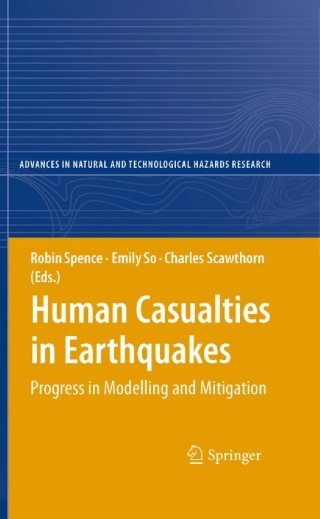 ADVANCES IN NATURAL AND TECHNOLOGICAL HAZARDS RESEARCH
Robin Spence · Emily So · Charles Scawthorn
(Eds.)
Human Casualties
in Earthquakes
Progress in Modelling and Mitigation
Springer